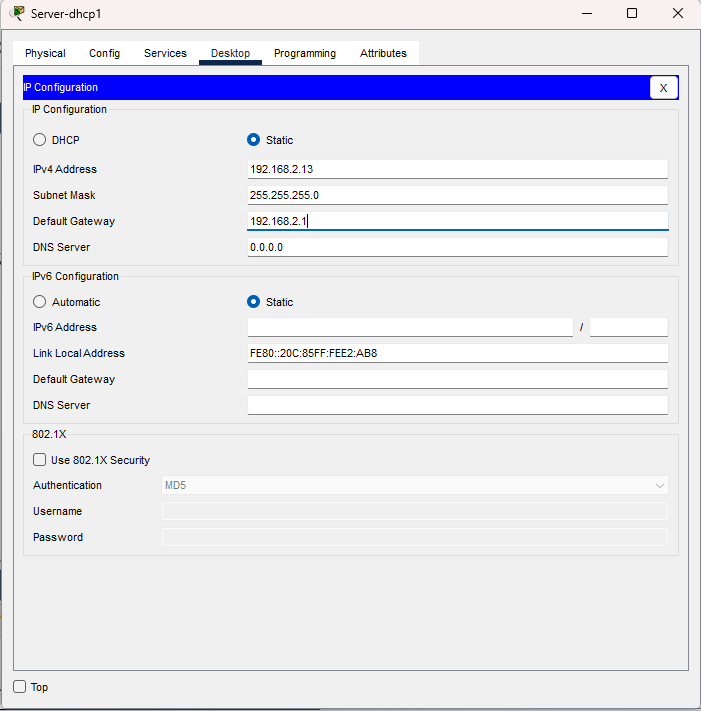 Server-dhcp1
Physical Config Services Desktop Programming Attributes
IP Configuration X
IP Configuration
DHCP Static
IPv4 Address 192.168.2.13
Subnet Mask 255.255.255.0
Default Gateway 192.168.2.1
DNS Server 0.0.0.0
IPv6 Configuration
Automatic Static
IPv6 Address /
Link Local Address FE80::20C:85FF:FEE2:AB8
Default Gateway
DNS Server
802.1X
Use 802.1X Security
Authentication MD5
Username
Password
Top